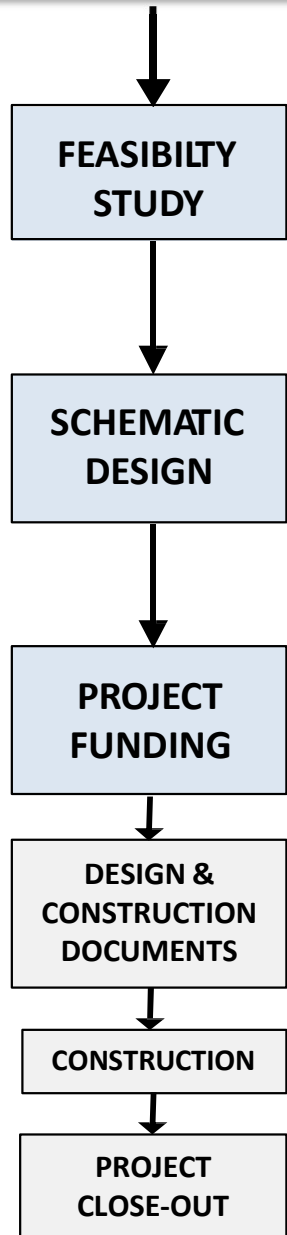 FEASIBILTY
STUDY
SCHEMATIC
DESIGN
PROJECT
FUNDING
DESIGN &
CONSTRUCTION
DOCUMENTS
CONSTRUCTION
PROJECT
CLOSE-OUT